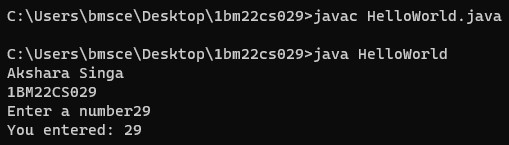 C:\Users\bmsce\Desktop\1bm22cs029>javac HelloWorld.java
C:\Users\bmsce\Desktop\1bm22cs029>java HelloWorld
Akshara Singa
1BM22CS029
Enter a number29
You entered: 29